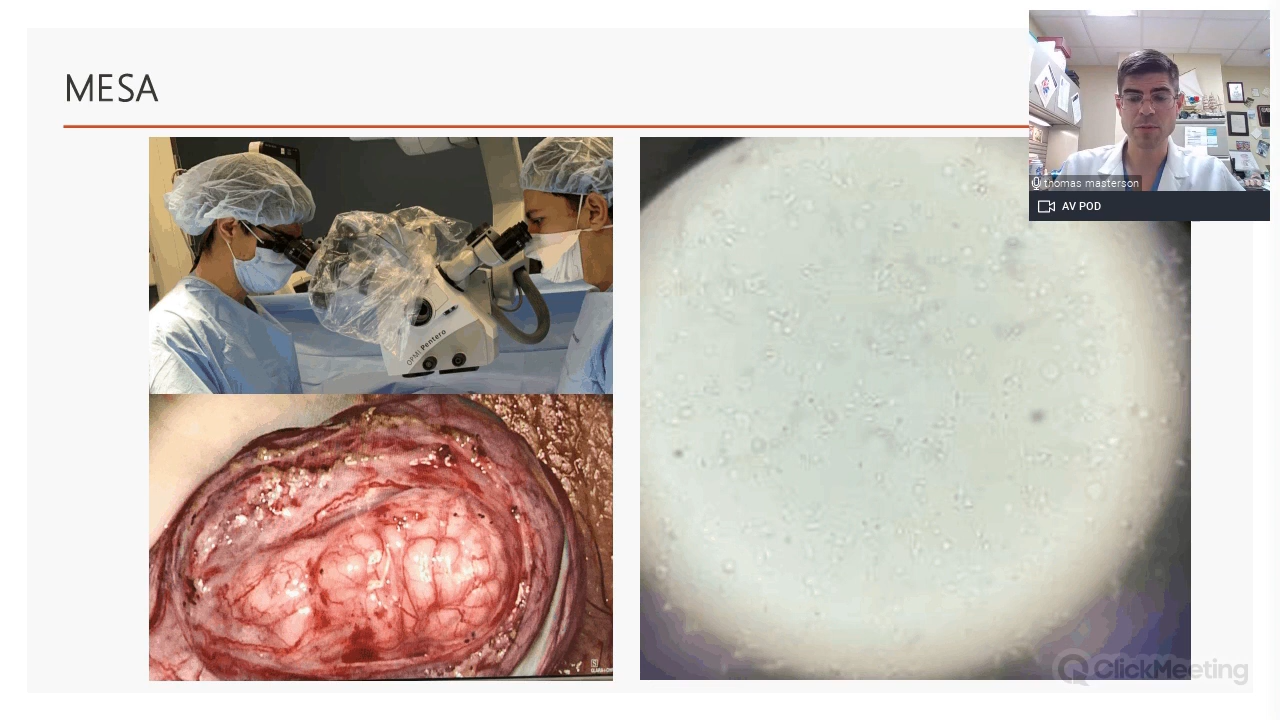 MESA
thomas masterson
AV POD
OPMI Pentero
ClickMeeting